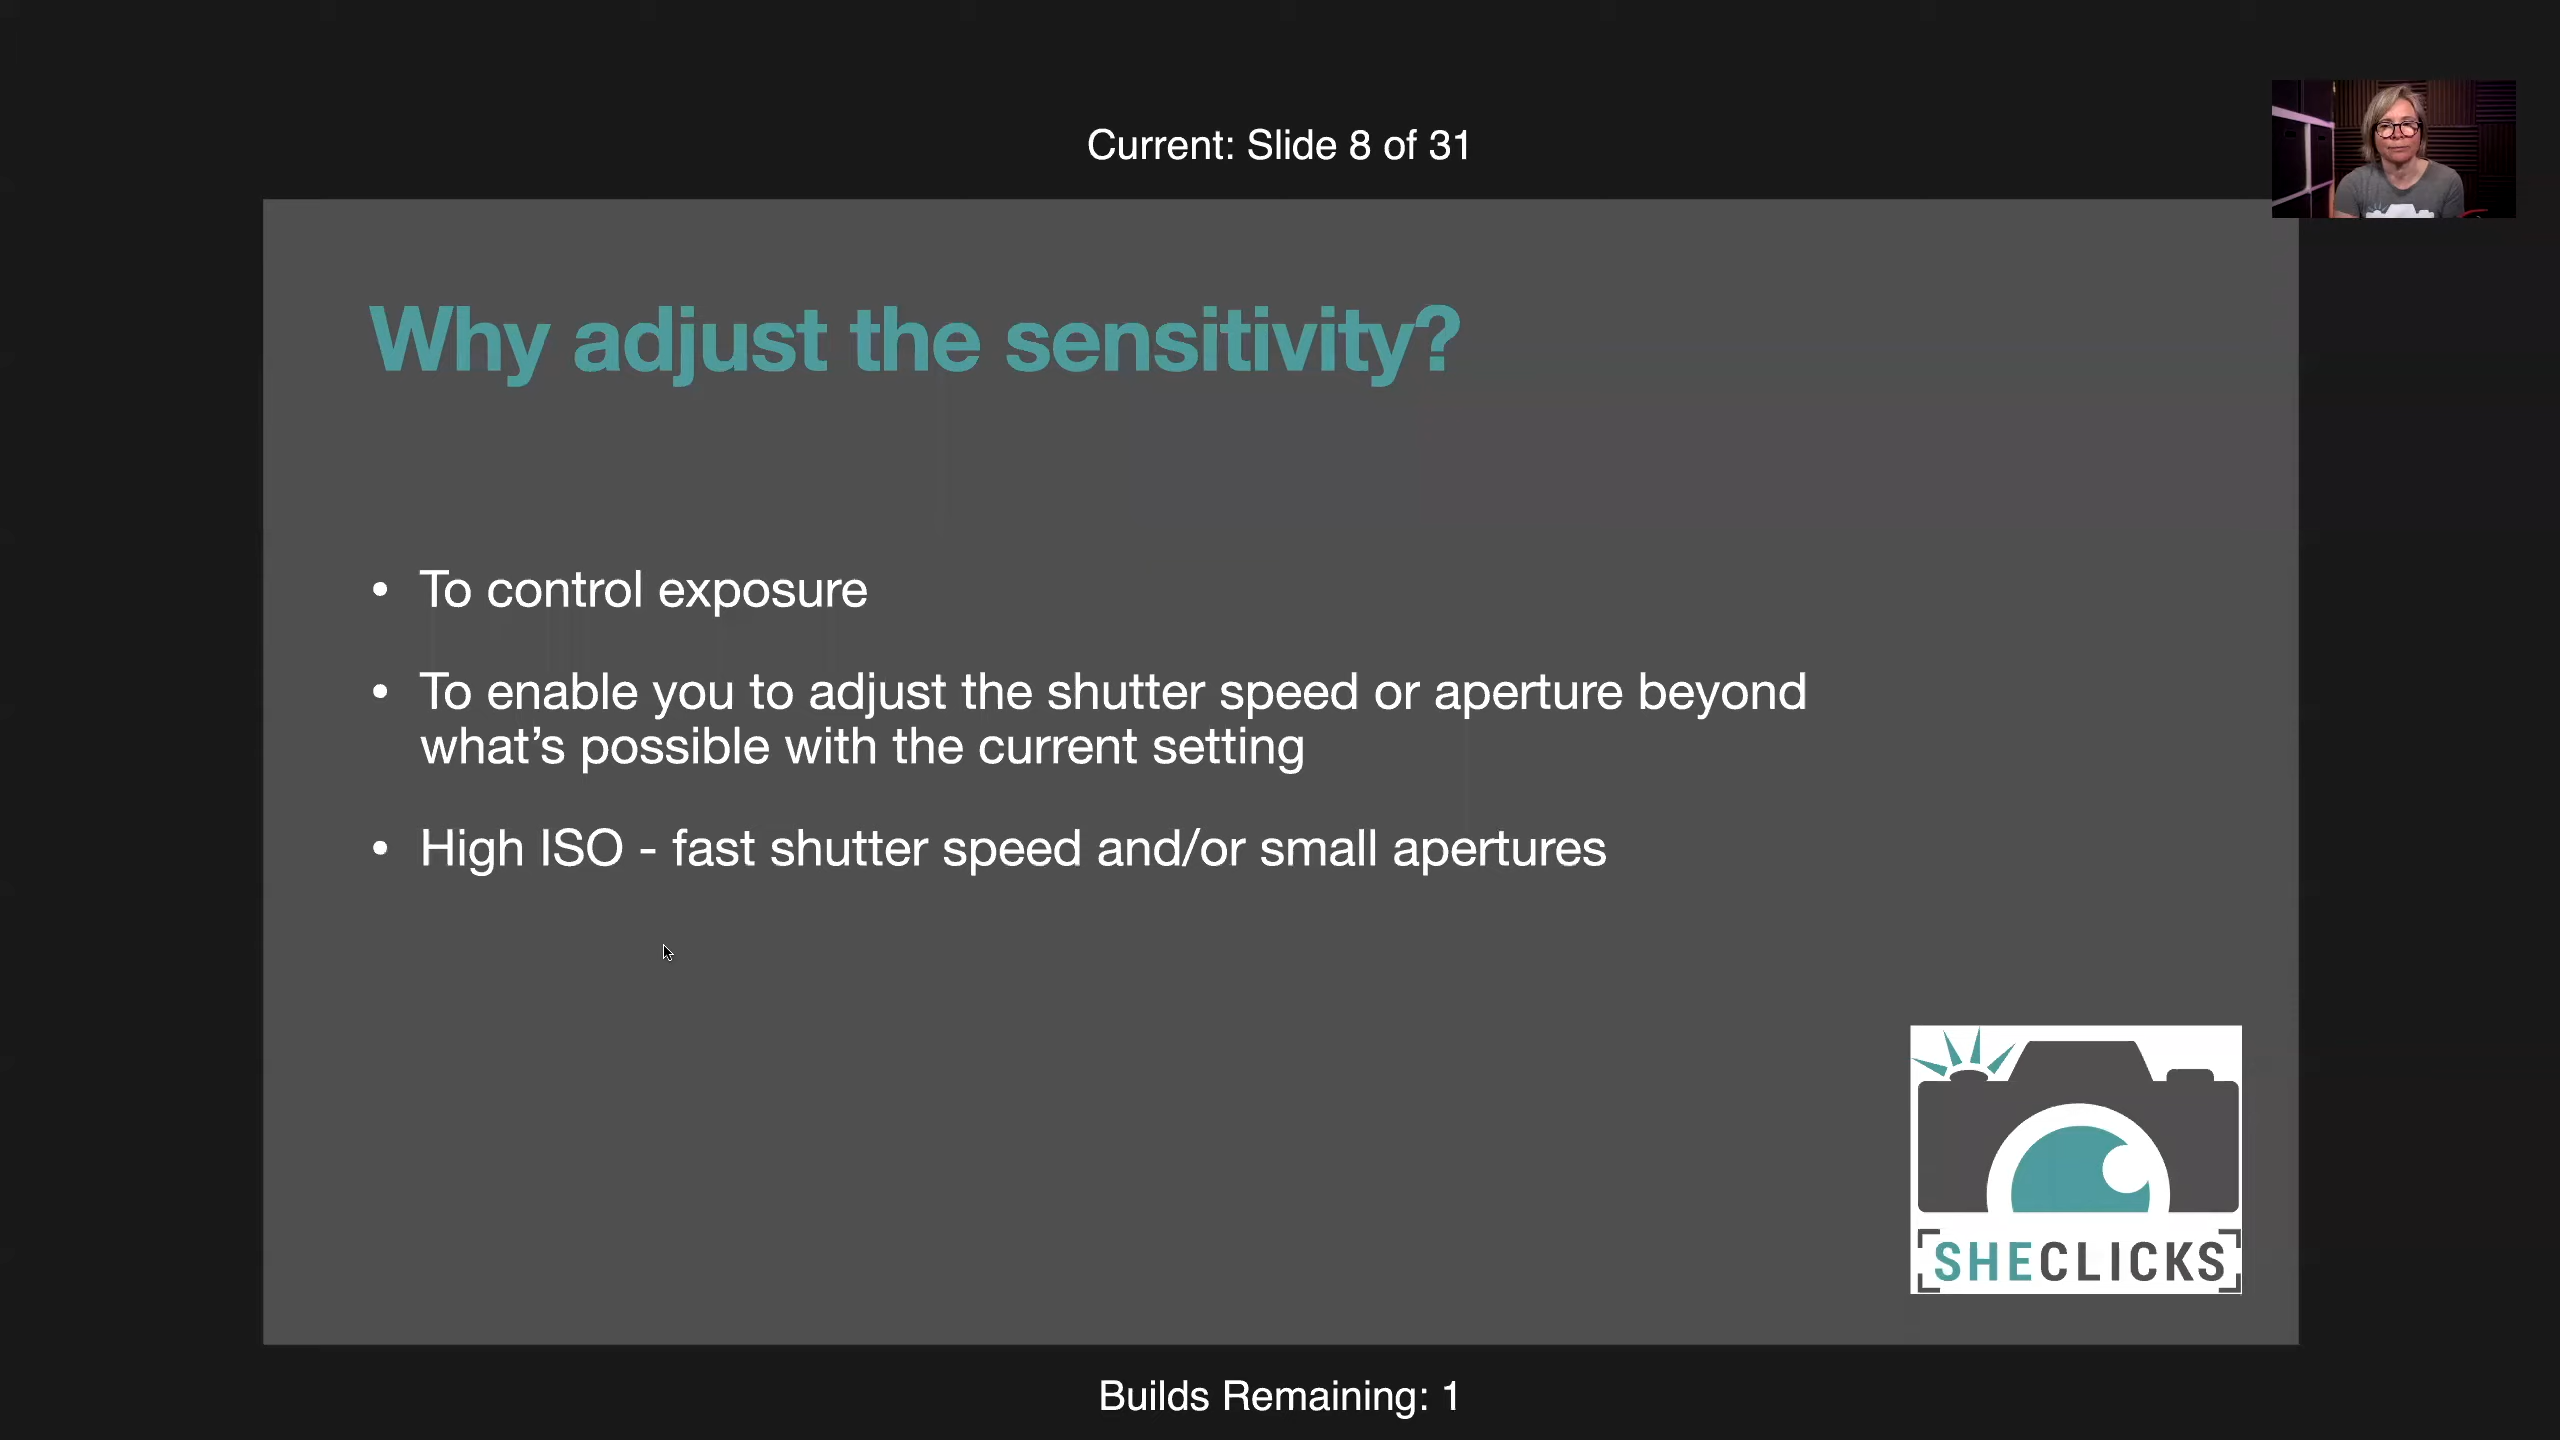 Current: Slide 8 of 31
Why adjust the sensitivity?
• To control exposure
• To enable you to adjust the shutter speed or aperture beyond
what’s possible with the current setting
• High ISO - fast shutter speed and/or small apertures
SHECLICKS
Builds Remaining: 1